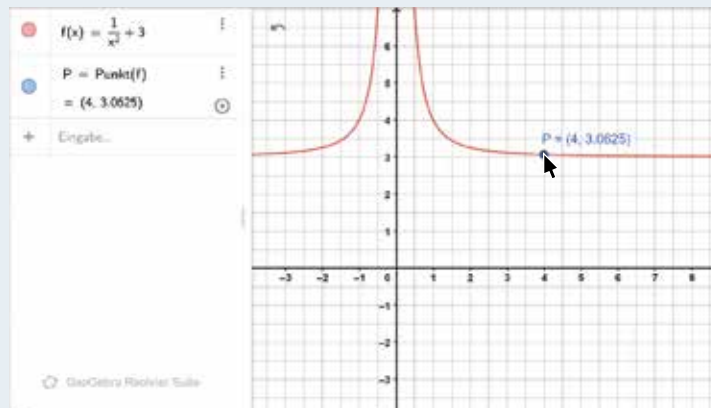 f(x) = 1/x² + 3
P = Punkt(f)
= (4, 3.0625)
Eingabe...
GeoGebra Rechner Suite
P = (4, 3.0625)
6
5
4
3
2
1
-3 -2 -1 0 1 2 3 4 5 6 7 8
-1
-2
-3